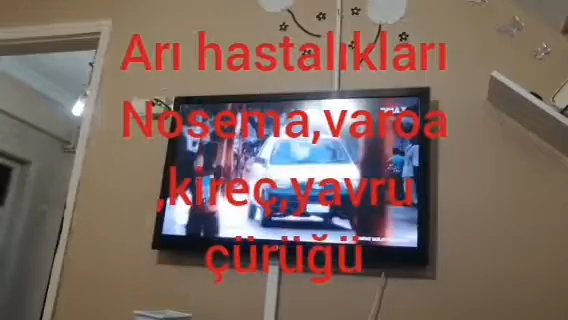 Arı hastalıkları
Nosema,varoa
,kireç,yavru
çürüğü